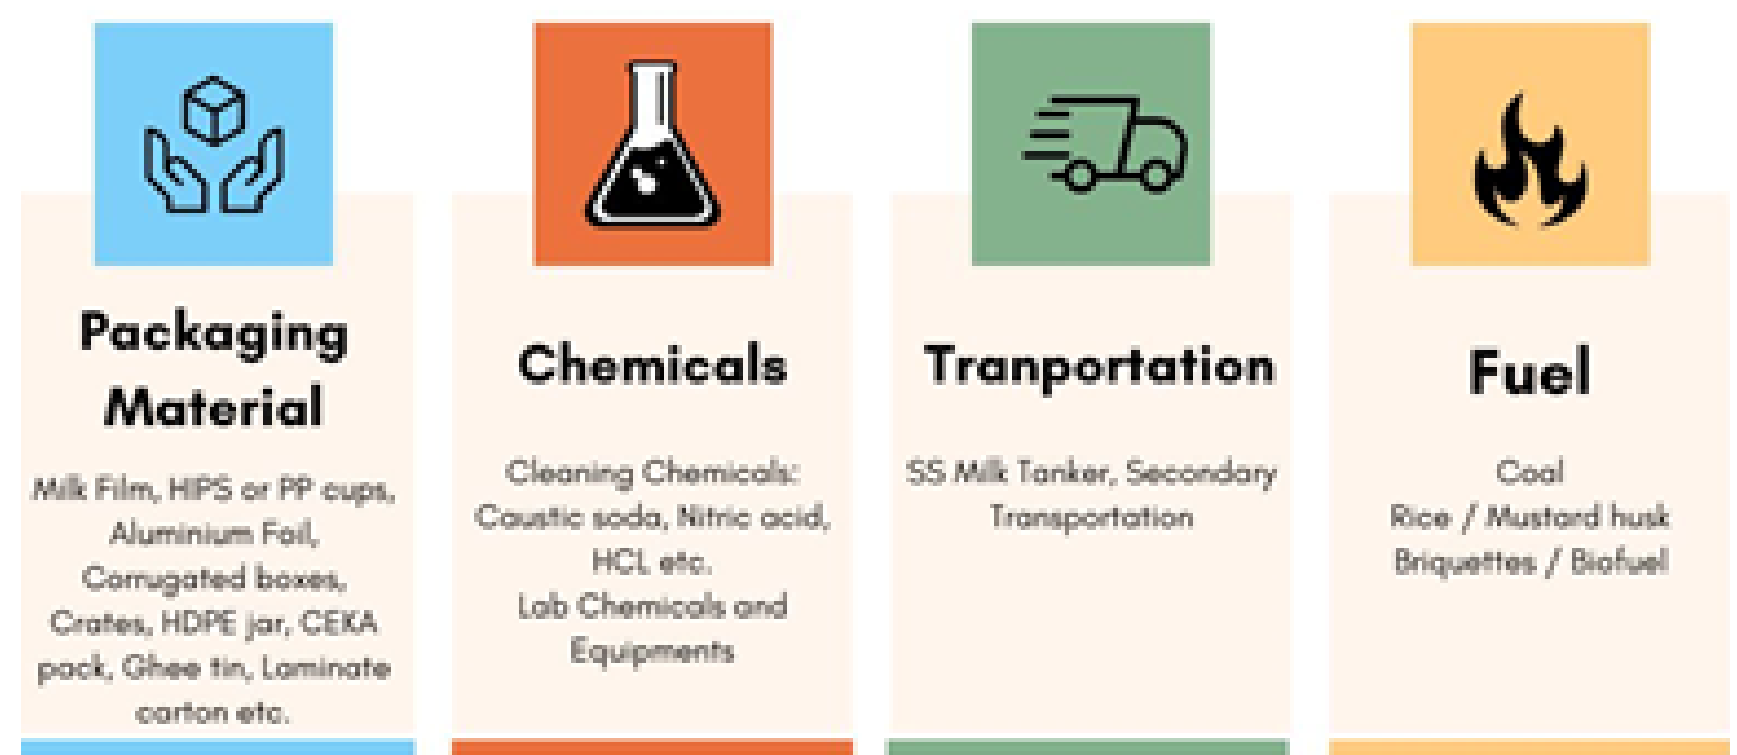 Packaging
Material
Milk Film, HIPS or PP cups,
Aluminium Foil,
Corrugated boxes,
Crates, HDPE jar, CEKA
pack, Ghee tin, Laminate
carton etc.
Chemicals
Cleaning Chemicals:
Caustic soda, Nitric acid,
HCL etc.
Lab Chemicals and
Equipments
Tranportation
SS Milk Tanker, Secondary
Transportation
Fuel
Coal
Rice / Mustard husk
Briquettes / Biofuel